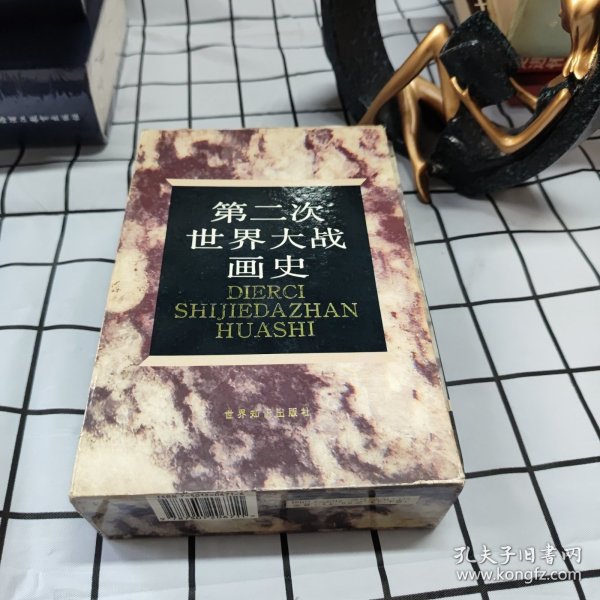 第二次
世界大战
画史
DIERCI
SHIJIEDAZHAN
HUASHI
世界知识出版社
孔夫子旧书网
www.kongfz.com